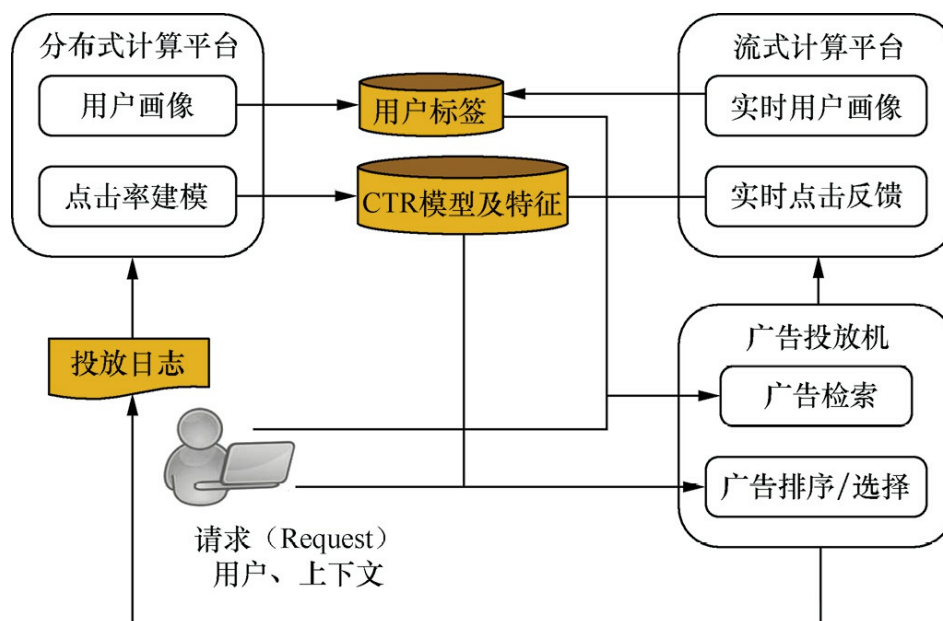 分布式计算平台
用户画像
点击率建模
用户标签
CTR模型及特征
流式计算平台
实时用户画像
实时点击反馈
投放日志
广告投放机
广告检索
广告排序/选择
请求（Request）
用户、上下文